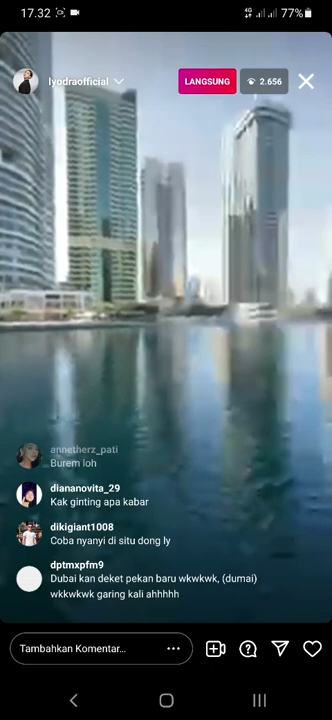 17.32
4G
77%
lyodraofficial
LANGSUNG
2.656
annetherz_pati
Burem loh
diananovita_29
Kak ginting apa kabar
dikigiant1008
Coba nyanyi di situ dong ly
dptmxpfm9
Dubai kan deket pekan baru wkwkwk, (dumai)
wkkwkwk garing kali ahhhhh
Tambahkan Komentar...